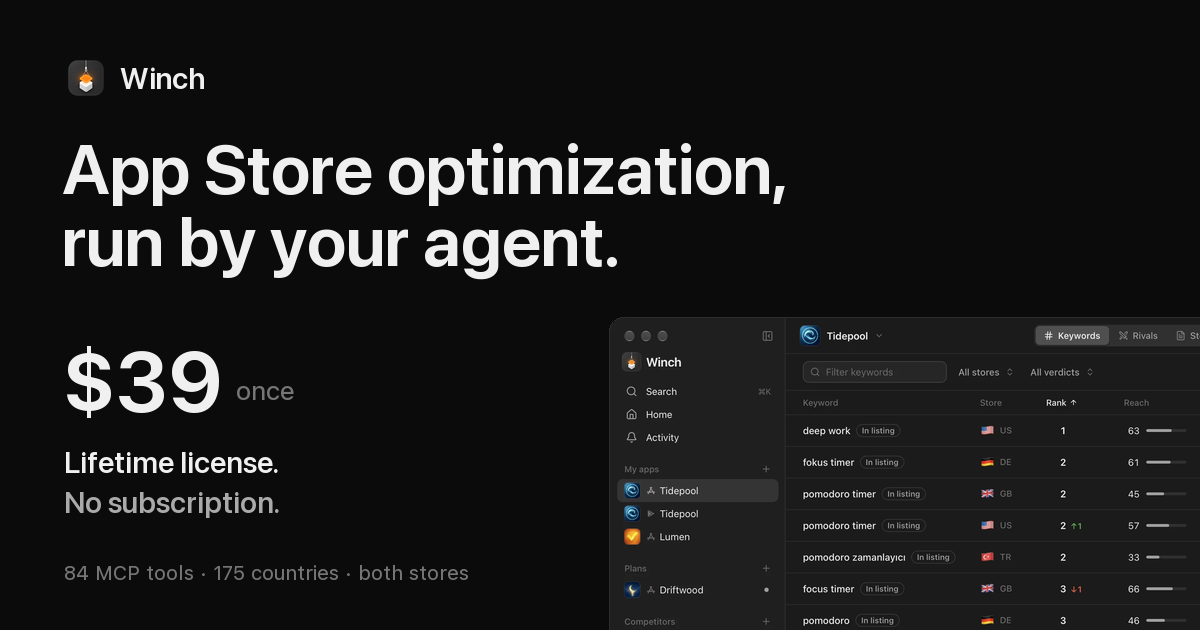 Winch
App Store optimization,
run by your agent.
$39 once
Lifetime license.
No subscription.
84 MCP tools · 175 countries · both stores
Winch
Search ⌘K
Home
Activity
My apps +
Tidepool
Tidepool
Lumen
Plans +
Driftwood
Competitors +
Tidepool
Keywords Rivals
Filter keywords All stores All verdicts
Keyword Store Rank ↑ Reach
deep work In listing US 1 63
fokus timer In listing DE 2 61
pomodoro timer In listing GB 2 45
pomodoro timer In listing US 2 ↑1 57
pomodoro zamanlayıcı In listing TR 2 33
focus timer In listing GB 3 ↓1 66
pomodoro In listing DE 3 46